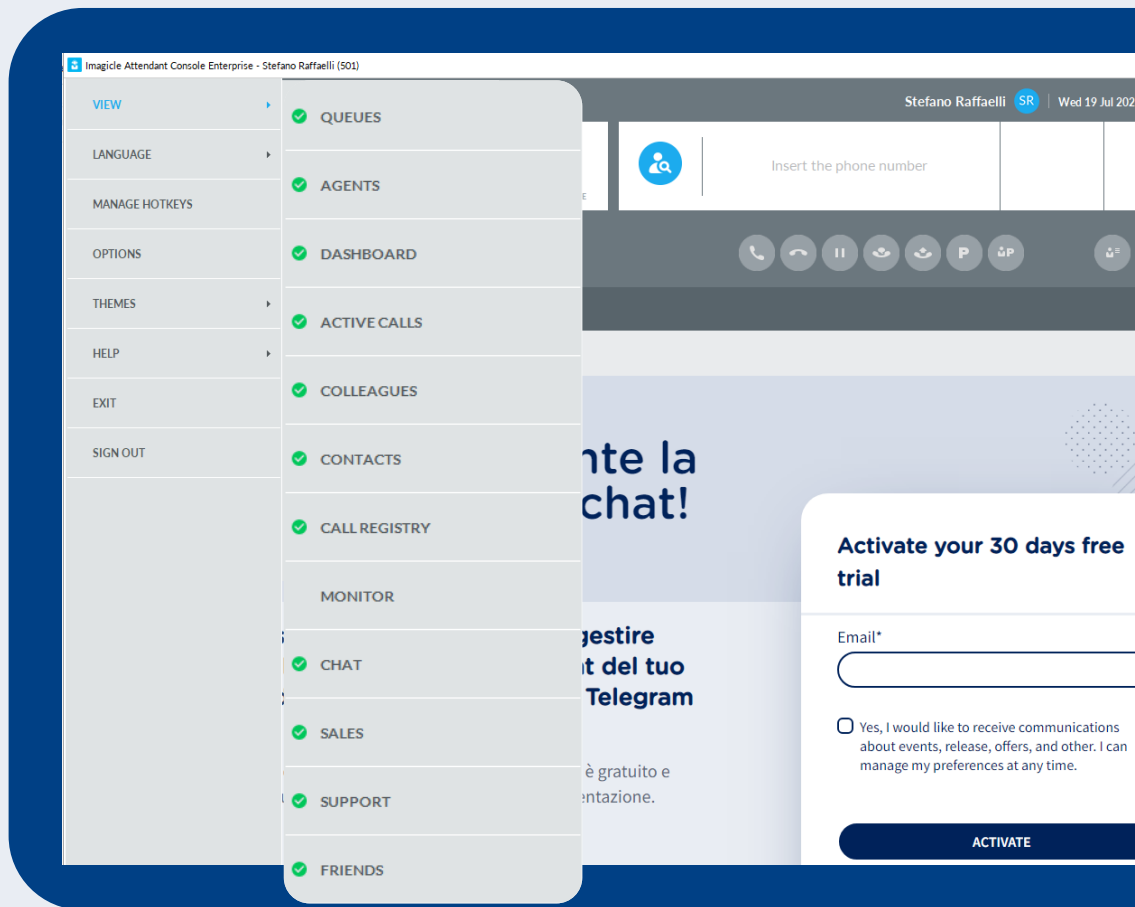 Imagicle Attendant Console Enterprise - Stefano Raffaelli (501)
VIEW
LANGUAGE
MANAGE HOTKEYS
OPTIONS
THEMES
HELP
EXIT
SIGN OUT
QUEUES
AGENTS
DASHBOARD
ACTIVE CALLS
COLLEAGUES
CONTACTS
CALL REGISTRY
MONITOR
CHAT
SALES
SUPPORT
FRIENDS
Stefano Raffaelli SR Wed 19 Jul 202
Insert the phone number
P
P
nte la
chat!
gestire
t del tuo
Telegram
è gratuito e
entazione.
Activate your 30 days free
trial
Email*
Yes, I would like to receive communications
about events, release, offers, and other. I can
manage my preferences at any time.
ACTIVATE